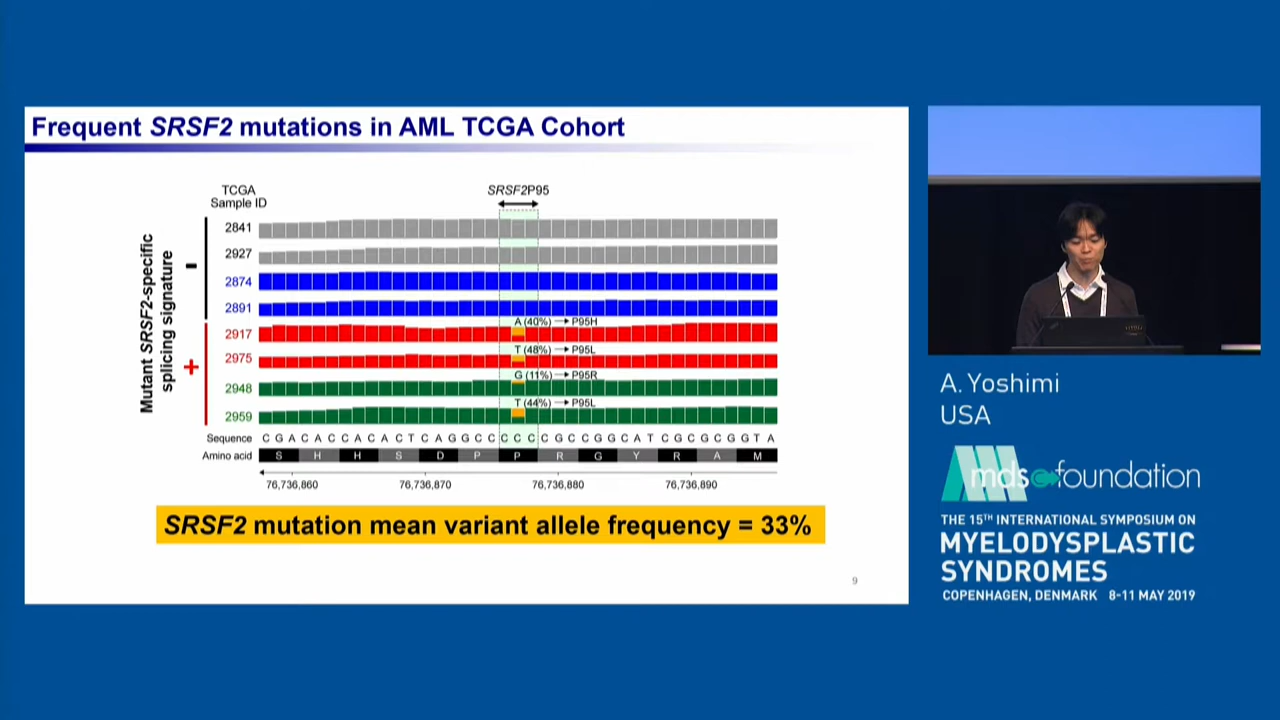 Frequent SRSF2 mutations in AML TCGA Cohort
TCGA
Sample ID
SRSF2P95
Mutant SRSF2-specific
splicing signature
-
+
2841
2927
2874
2891
2917
2975
2948
2959
A (40%) → P95H
T (48%) → P95L
G (11%) → P95R
T (44%) → P95L
Sequence C G A C A C C A C A C T C A G G C C C C C C G C C G G C A T C G C G C G G T A
Amino acid S H H S D P P R G Y R A M
76,736,860 76,736,870 76,736,880 76,736,890
SRSF2 mutation mean variant allele frequency = 33%
9
A. Yoshimi
USA
mds foundation
THE 15TH INTERNATIONAL SYMPOSIUM ON
MYELODYSPLASTIC
SYNDROMES
COPENHAGEN, DENMARK 8-11 MAY 2019